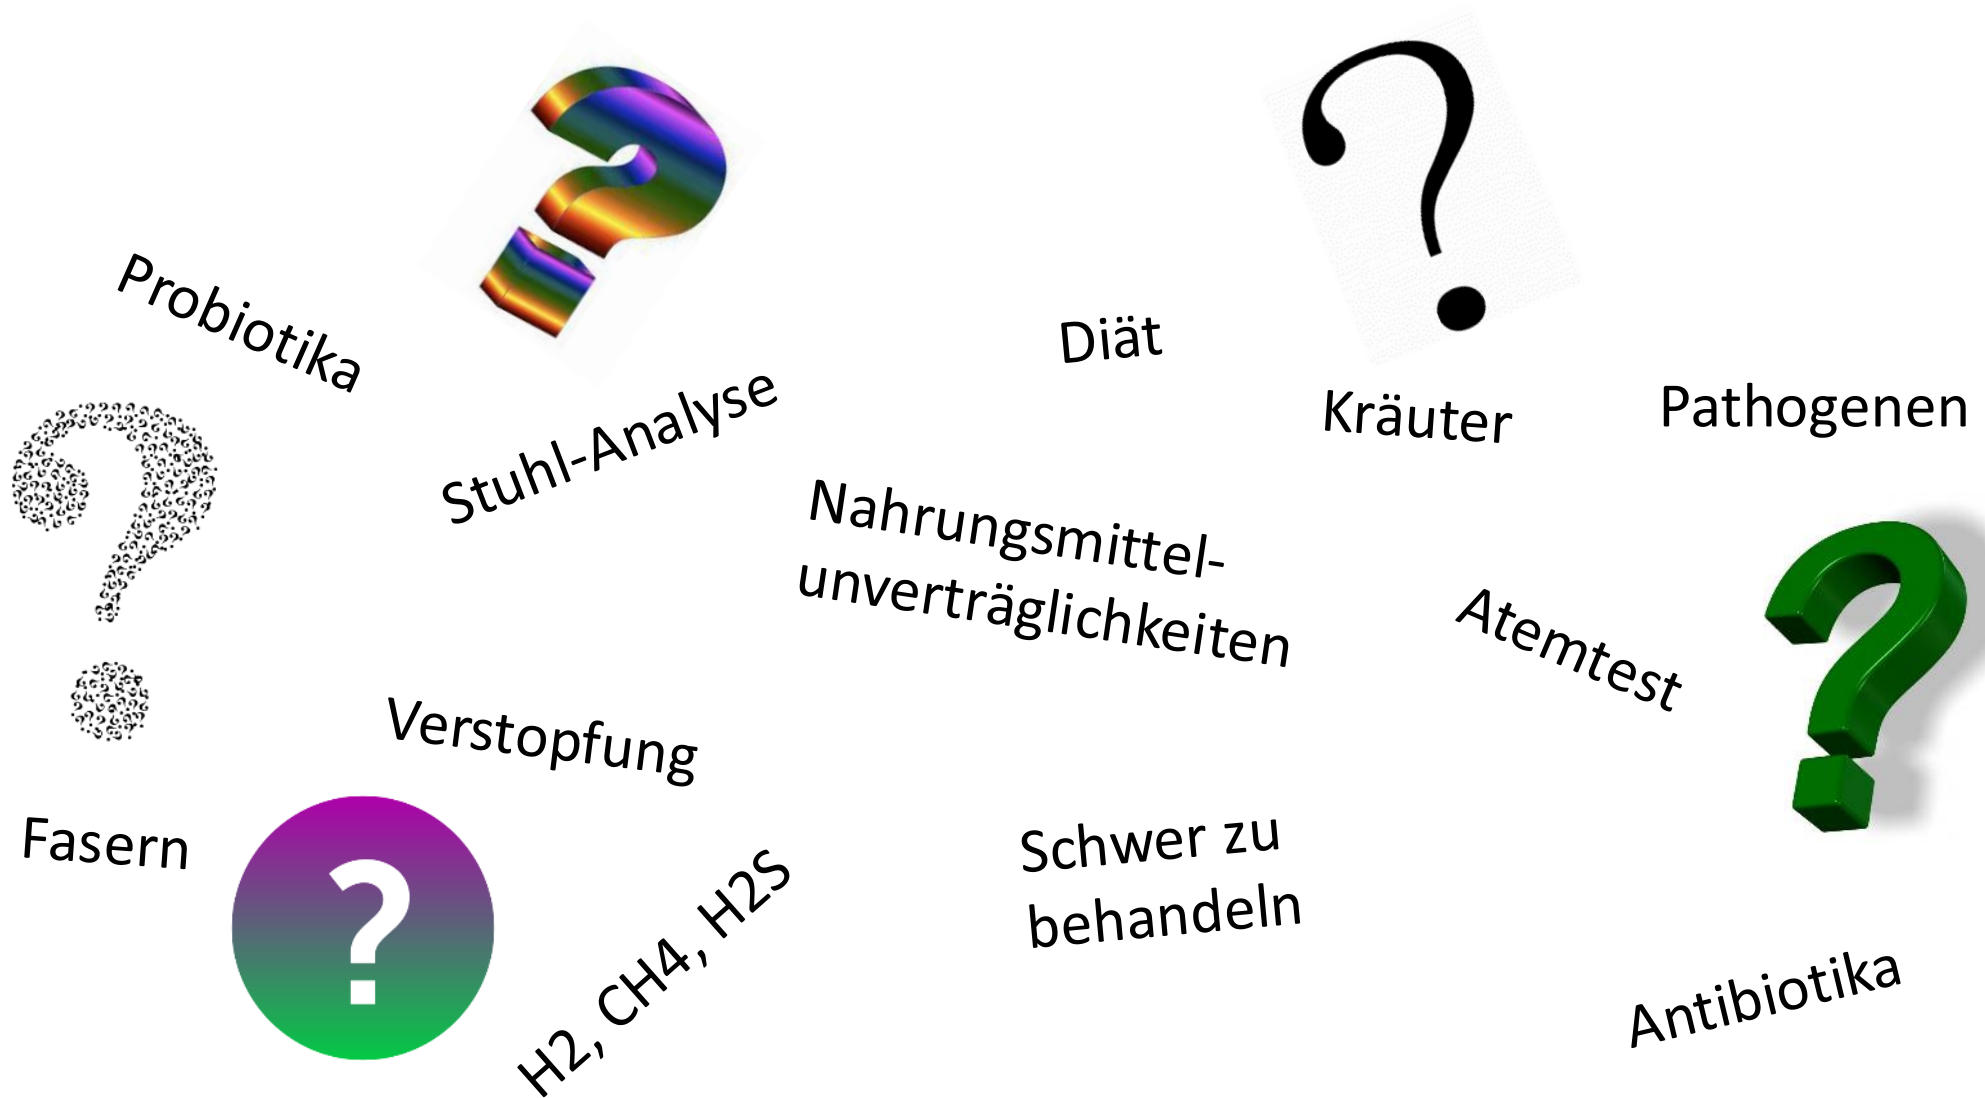 Probiotika
Diät
Stuhl-Analyse
Kräuter
Pathogenen
Nahrungsmittel-
unverträglichkeiten
Atemtest
Verstopfung
Fasern
?
Schwer zu
behandeln
H2, CH4, H2S
Antibiotika